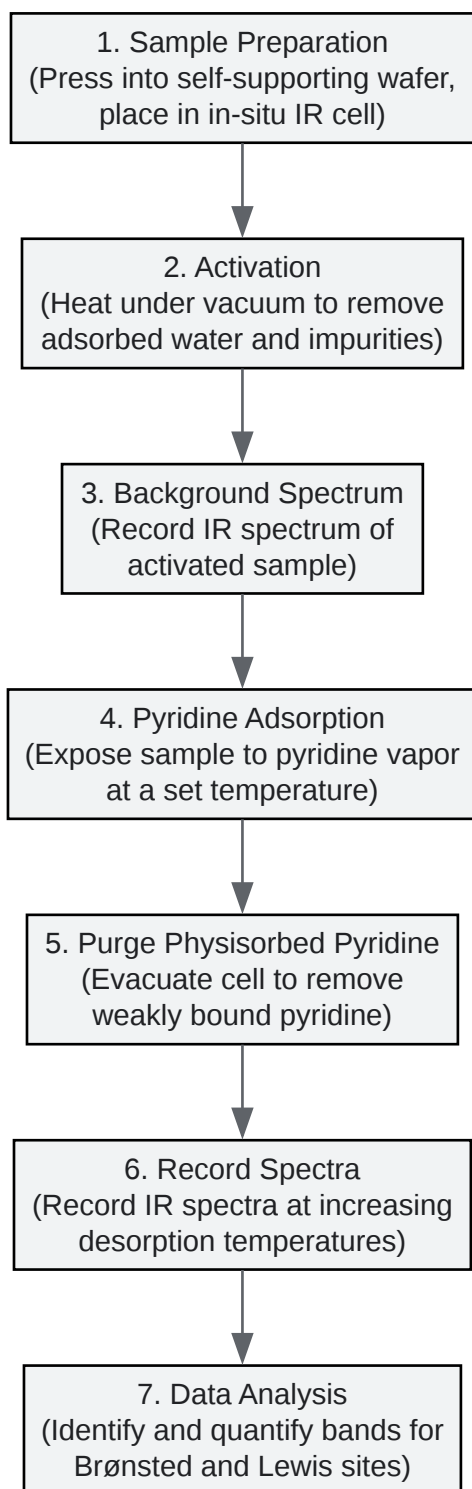 1. Sample Preparation
(Press into self-supporting wafer,
place in in-situ IR cell)
2. Activation
(Heat under vacuum to remove
adsorbed water and impurities)
3. Background Spectrum
(Record IR spectrum of
activated sample)
4. Pyridine Adsorption
(Expose sample to pyridine vapor
at a set temperature)
5. Purge Physisorbed Pyridine
(Evacuate cell to remove
weakly bound pyridine)
6. Record Spectra
(Record IR spectra at increasing
desorption temperatures)
7. Data Analysis
(Identify and quantify bands for
Brønsted and Lewis sites)